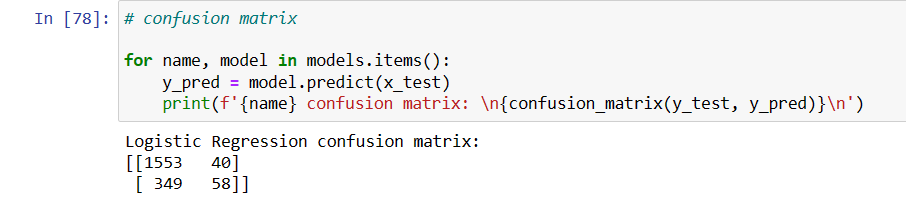 In [78]: # confusion matrix
for name, model in models.items():
    y_pred = model.predict(x_test)
    print(f'{name} confusion matrix: \n{confusion_matrix(y_test, y_pred)}\n')
Logistic Regression confusion matrix:
[[1553   40]
 [ 349   58]]